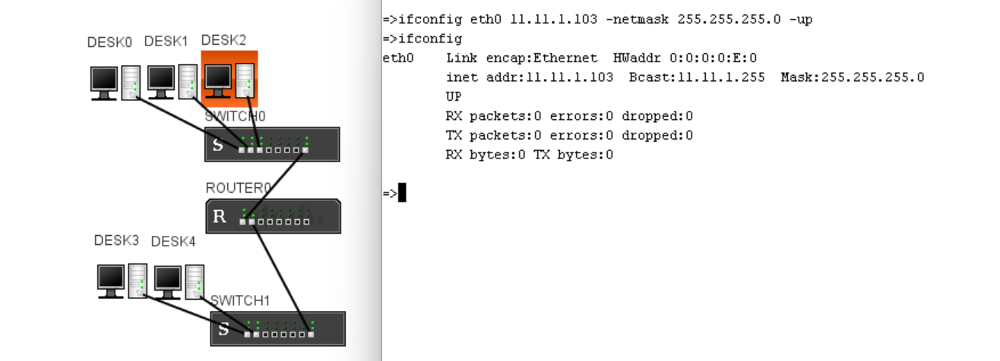 DESK0 DESK1 DESK2
SWITCH0
S
ROUTER0
R
DESK3 DESK4
SWITCH1
S
=>ifconfig eth0 11.11.1.103 -netmask 255.255.255.0 -up
=>ifconfig
eth0 Link encap:Ethernet HWaddr 0:0:0:0:E:0
inet addr:11.11.1.103 Bcast:11.11.1.255 Mask:255.255.255.0
UP
RX packets:0 errors:0 dropped:0
TX packets:0 errors:0 dropped:0
RX bytes:0 TX bytes:0
=>